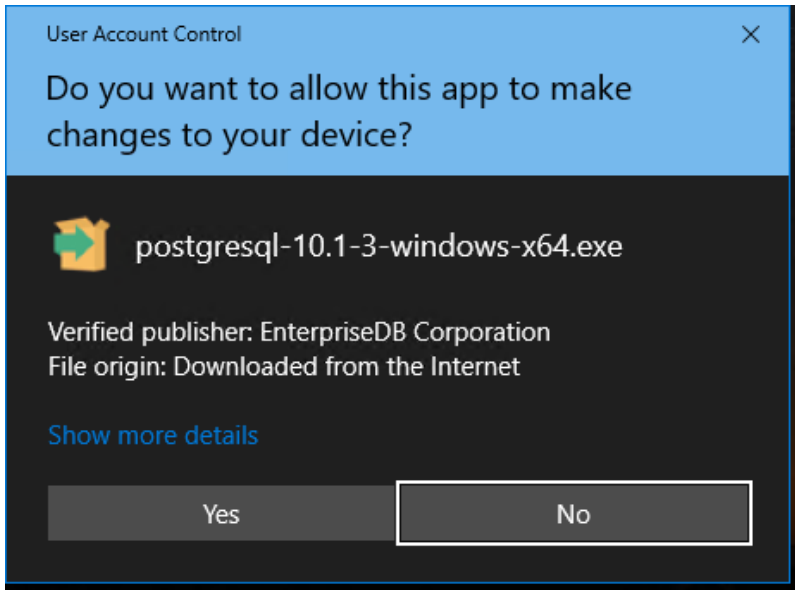 User Account Control
Do you want to allow this app to make
changes to your device?
postgresql-10.1-3-windows-x64.exe
Verified publisher: EnterpriseDB Corporation
File origin: Downloaded from the Internet
Show more details
Yes
No